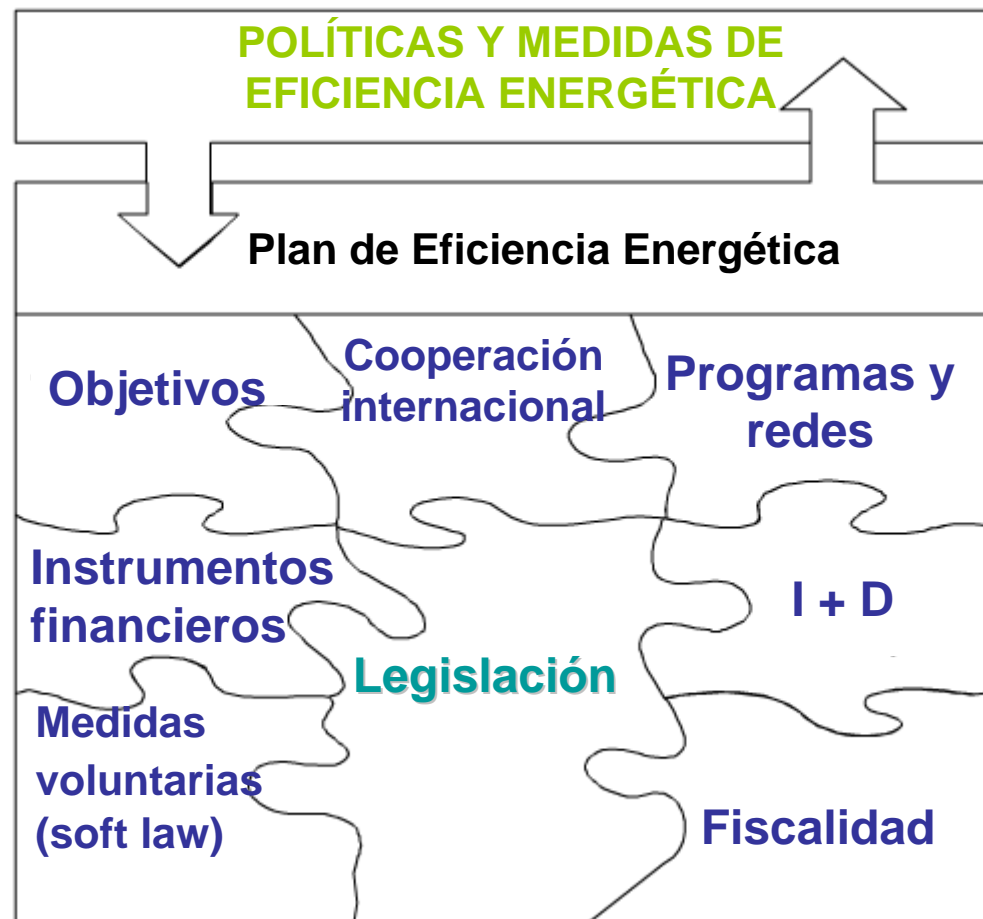 POLÍTICAS Y MEDIDAS DE
EFICIENCIA ENERGÉTICA
Plan de Eficiencia Energética
Objetivos
Cooperación
internacional
Programas y
redes
Instrumentos
financieros
Legislación
I + D
Medidas
voluntarias
(soft law)
Fiscalidad